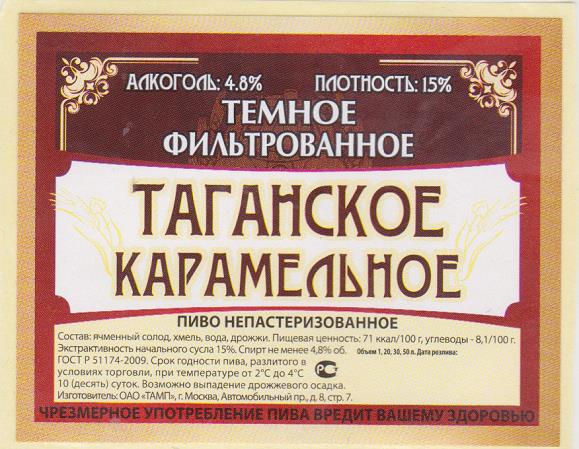 АЛКОГОЛЬ: 4.8% ПЛОТНОСТЬ: 15%
ТЕМНОЕ
ФИЛЬТРОВАННОЕ
ТАГАНСКОЕ
КАРАМЕЛЬНОЕ
ПИВО НЕПАСТЕРИЗОВАННОЕ
Состав: ячменный солод, хмель, вода, дрожжи. Пищевая ценность: 71 ккал/100 г, углеводы - 8,1/100 г.
Экстрактивность начального сусла 15%. Спирт не менее 4,8% об. Объем 1, 20, 30, 50 л. Дата розлива:
ГОСТ Р 51174-2009. Срок годности пива, разлитого в
условиях торговли, при температуре от 2°С до 4°С
10 (десять) суток. Возможно выпадение дрожжевого осадка.
Изготовитель: ОАО «ТАМП», г. Москва, Автомобильный пр., д. 8, стр. 7.
ЧРЕЗМЕРНОЕ УПОТРЕБЛЕНИЕ ПИВА ВРЕДИТ ВАШЕМУ ЗДОРОВЬЮ